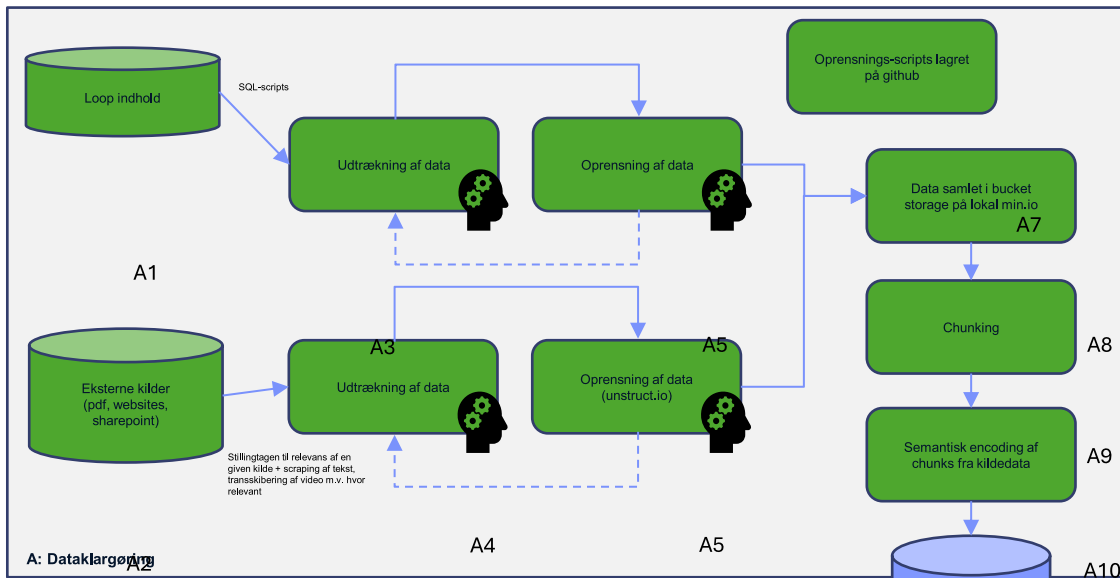 Oprensnings-scripts lagret
på github
Loop indhold
SQL-scripts
Udtrækning af data
Oprensning af data
Data samlet i bucket
storage på lokal min.io
A7
A1
Chunking
A8
A3
A5
Eksterne kilder
(pdf, websites,
sharepoint)
Udtrækning af data
Oprensning af data
(unstruct.io)
Stillingtagen til relevans af en
given kilde + scraping af tekst,
transskibering af video m.v. hvor
relevant
Semantisk encoding af
chunks fra kildedata
A9
A4
A5
A: Dataklargøring
A2
A10